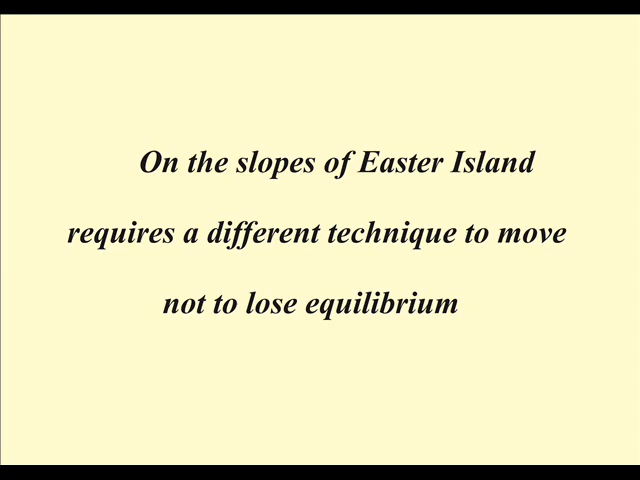 On the slopes of Easter Island
requires a different technique to move
not to lose equilibrium